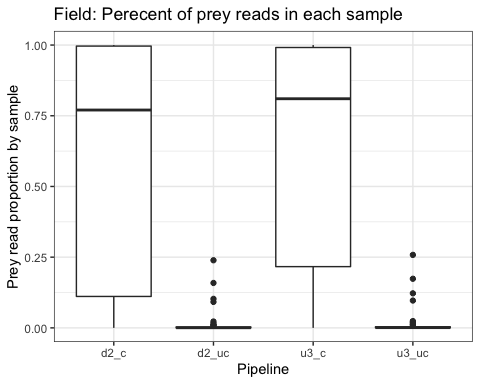 Field: Perecent of prey reads in each sample
Prey read proportion by sample
1.00
0.75
0.50
0.25
0.00
d2_c d2_uc u3_c u3_uc
Pipeline